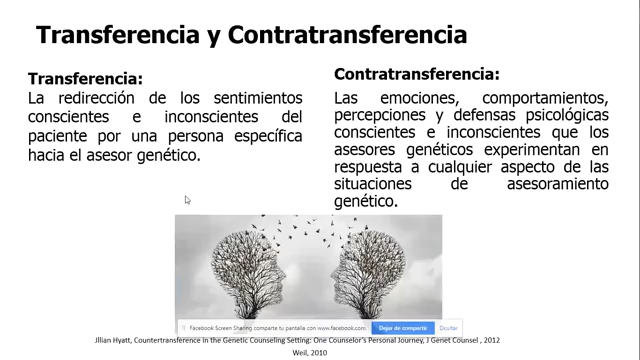 Transferencia y Contratransferencia
Transferencia:
La redirección de los sentimientos
conscientes e inconscientes del
paciente por una persona específica
hacia el asesor genético.
Contratransferencia:
Las emociones, comportamientos,
percepciones y defensas psicológicas
conscientes e inconscientes que los
asesores genéticos experimentan en
respuesta a cualquier aspecto de las
situaciones de asesoramiento
genético.
Facebook Screen Sharing comparte tu pantalla con www.facebook.com.
Dejar de compartir
Ocultar
Jllian Hyatt, Countertransference in the Genetic Counseling Setting: One Counselor's Personal Journey, J Genet Counsel , 2012
Weil, 2010